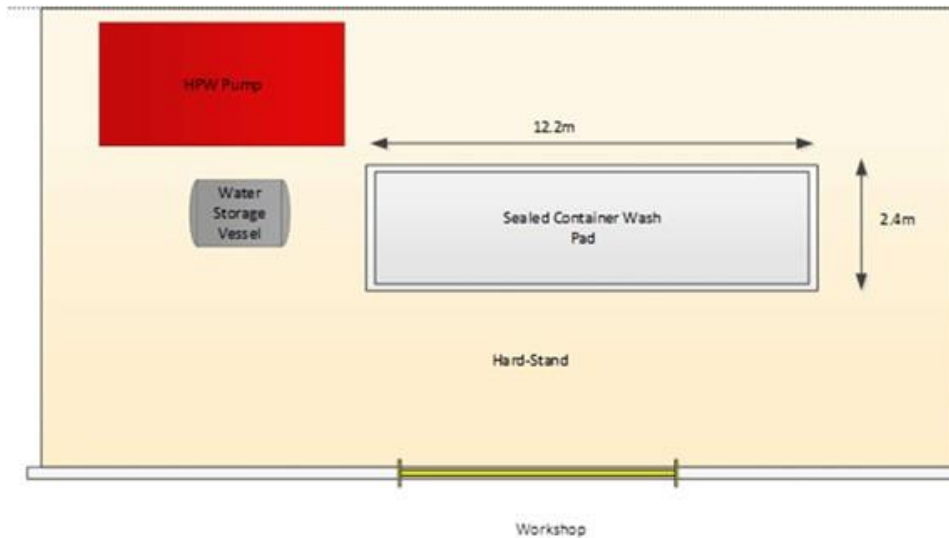 HPW Pump
12.2m
Water
Storage
Vessel
Sealed Container Wash
Pad
2.4m
Hard-Stand
Workshop